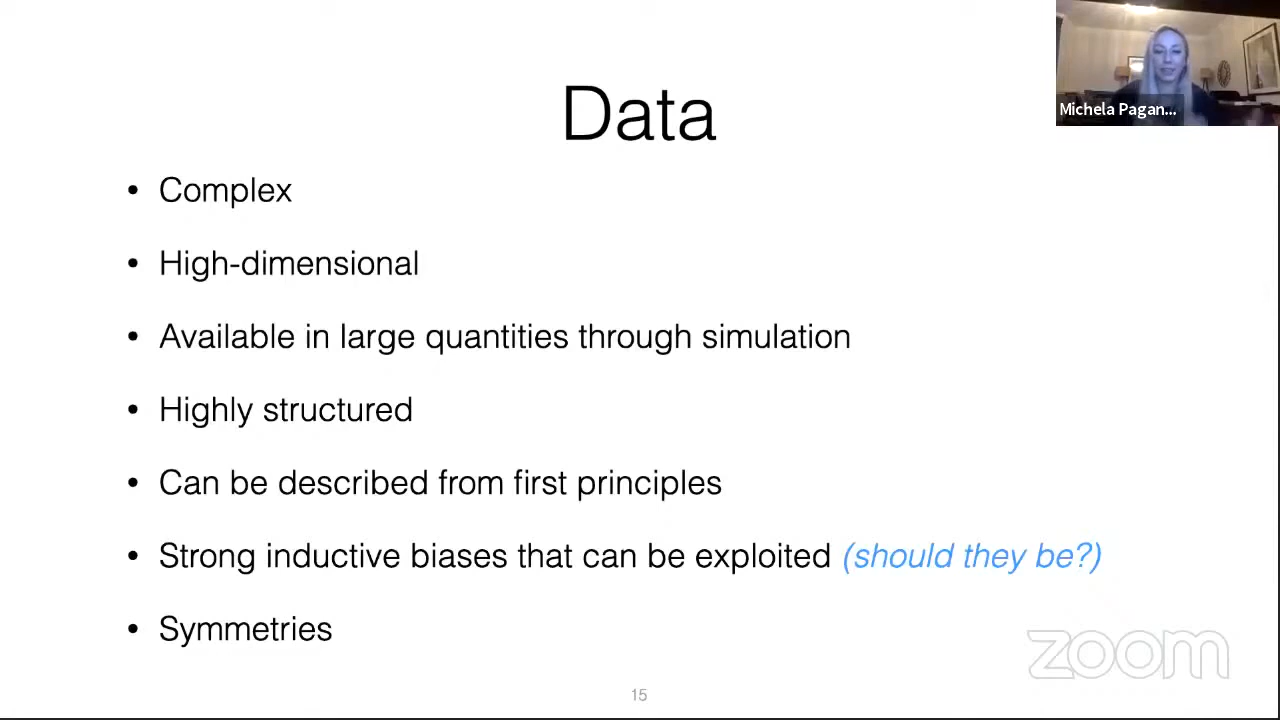 Data
Michela Pagan...
• Complex
• High-dimensional
• Available in large quantities through simulation
• Highly structured
• Can be described from first principles
• Strong inductive biases that can be exploited (should they be?)
• Symmetries
zoom
15